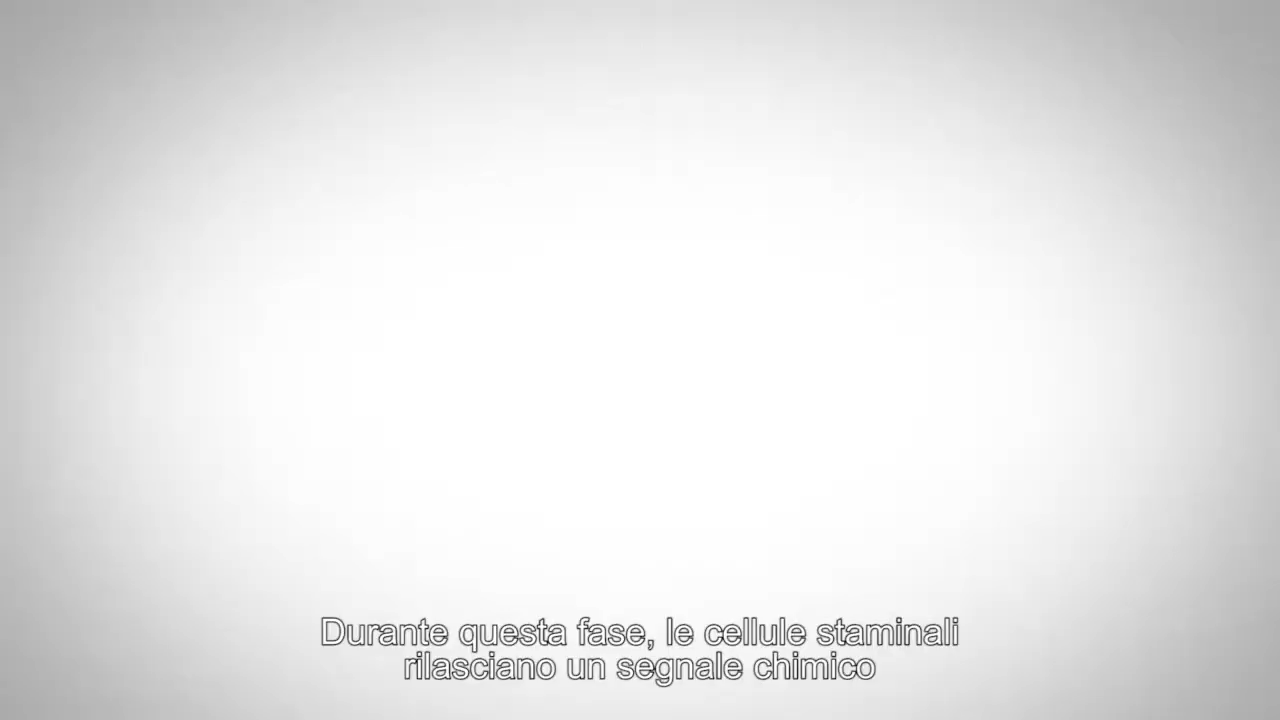 Durante questa fase, le cellule staminali
rilasciano un segnale chimico